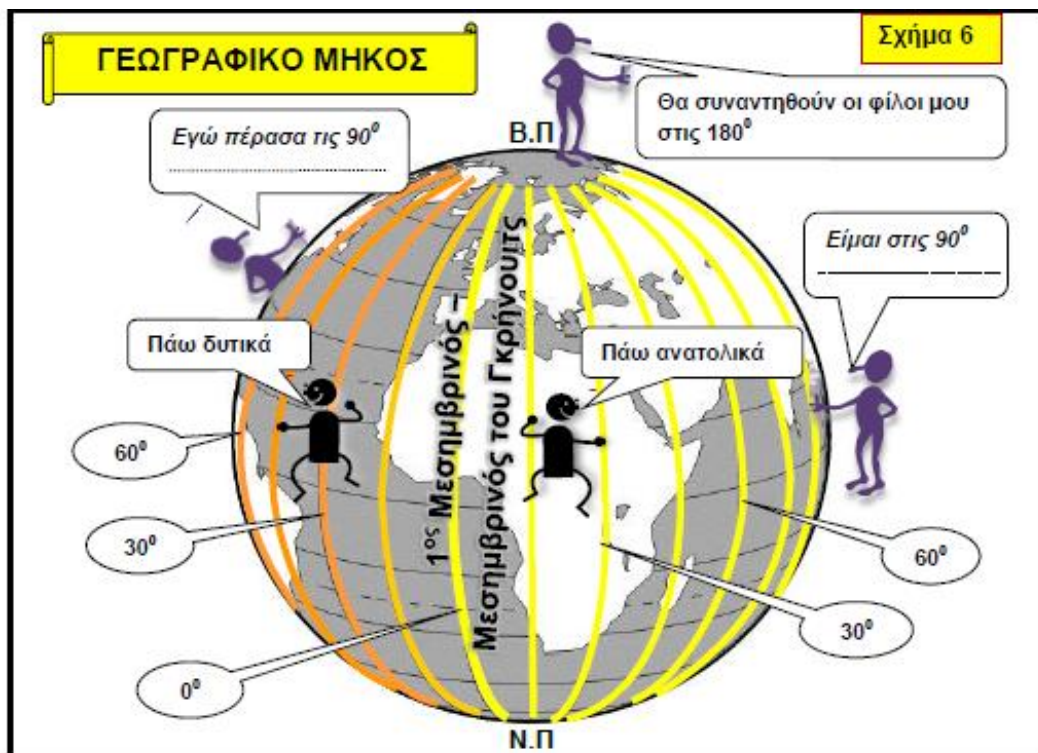 ΓΕΩΓΡΑΦΙΚΟ ΜΗΚΟΣ
Σχήμα 6
Θα συναντηθούν οι φίλοι μου
στις 180⁰
Β.Π
Εγώ πέρασα τις 90⁰
Είμαι στις 90⁰
Πάω δυτικά
Πάω ανατολικά
1ος Μεσημβρινός –
Μεσημβρινός του Γκρήνουιτς
60⁰
30⁰
0⁰
60⁰
30⁰
Ν.Π